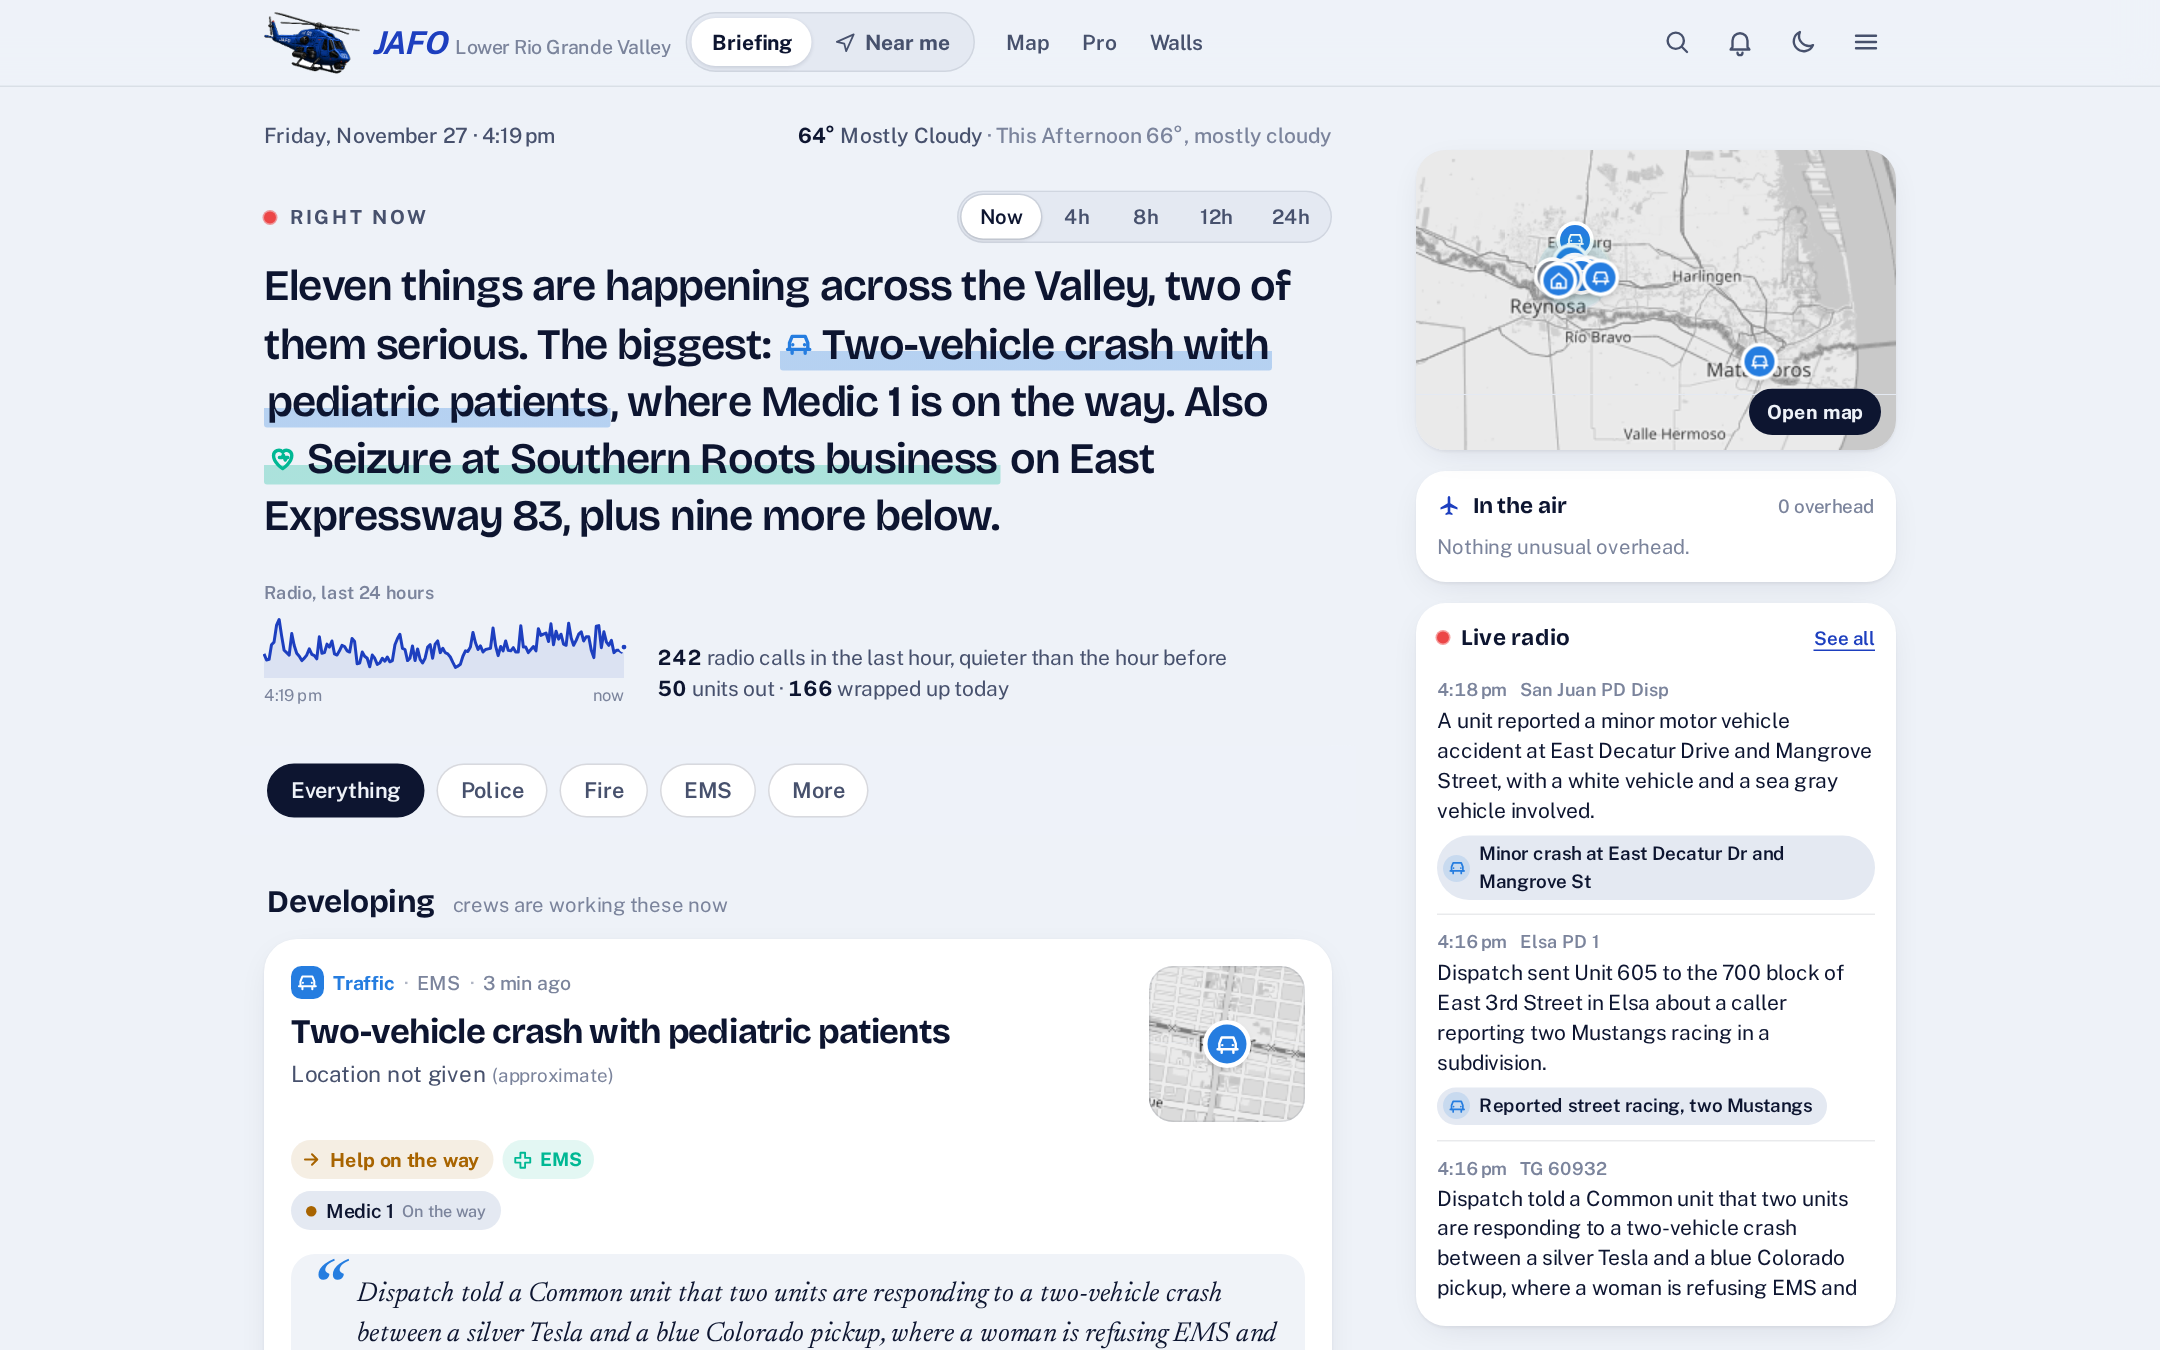 JAFO Lower Rio Grande Valley
Briefing
Near me
Map
Pro
Walls
Friday, November 27 · 4:19 pm
64° Mostly Cloudy · This Afternoon 66°, mostly cloudy
RIGHT NOW
Now
4h
8h
12h
24h
Eleven things are happening across the Valley, two of
them serious. The biggest: Two-vehicle crash with
pediatric patients, where Medic 1 is on the way. Also
Seizure at Southern Roots business on East
Expressway 83, plus nine more below.
Radio, last 24 hours
4:19 pm
now
242 radio calls in the last hour, quieter than the hour before
50 units out · 166 wrapped up today
Everything
Police
Fire
EMS
More
Developing crews are working these now
Traffic · EMS · 3 min ago
Two-vehicle crash with pediatric patients
Location not given (approximate)
Help on the way
EMS
Medic 1 On the way
“ Dispatch told a Common unit that two units are responding to a two-vehicle crash
between a silver Tesla and a blue Colorado pickup, where a woman is refusing EMS and
Harlingen
Reynosa
Río Bravo
Valle Hermoso
Open map
In the air
0 overhead
Nothing unusual overhead.
Live radio
See all
4:18 pm San Juan PD Disp
A unit reported a minor motor vehicle
accident at East Decatur Drive and Mangrove
Street, with a white vehicle and a sea gray
vehicle involved.
Minor crash at East Decatur Dr and
Mangrove St
4:16 pm Elsa PD 1
Dispatch sent Unit 605 to the 700 block of
East 3rd Street in Elsa about a caller
reporting two Mustangs racing in a
subdivision.
Reported street racing, two Mustangs
4:16 pm TG 60932
Dispatch told a Common unit that two units
are responding to a two-vehicle crash
between a silver Tesla and a blue Colorado
pickup, where a woman is refusing EMS and